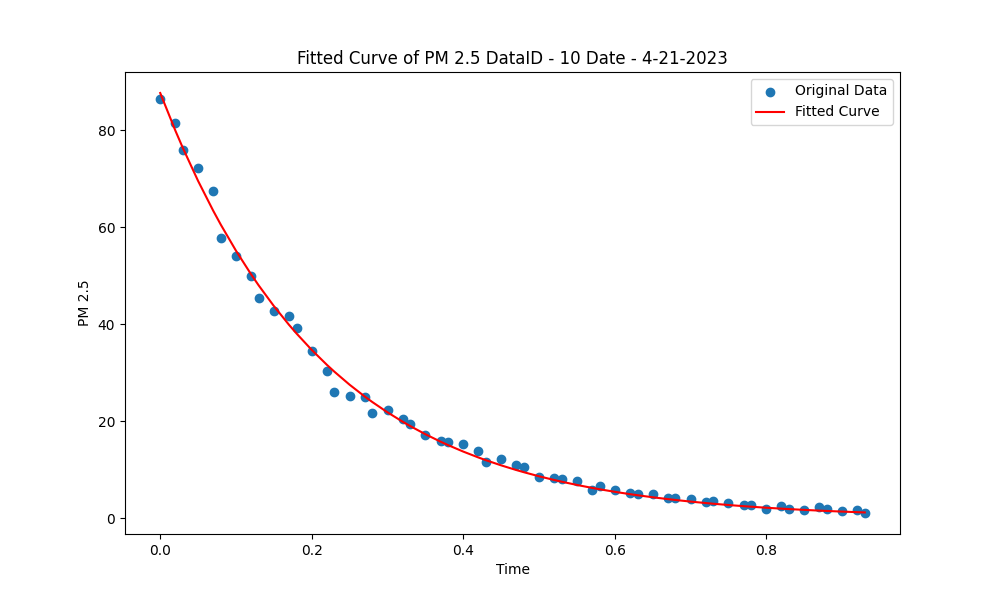 Fitted Curve of PM 2.5 DataID - 10 Date - 4-21-2023
Original Data
Fitted Curve
PM 2.5
80
60
40
20
0
0.0 0.2 0.4 0.6 0.8
Time